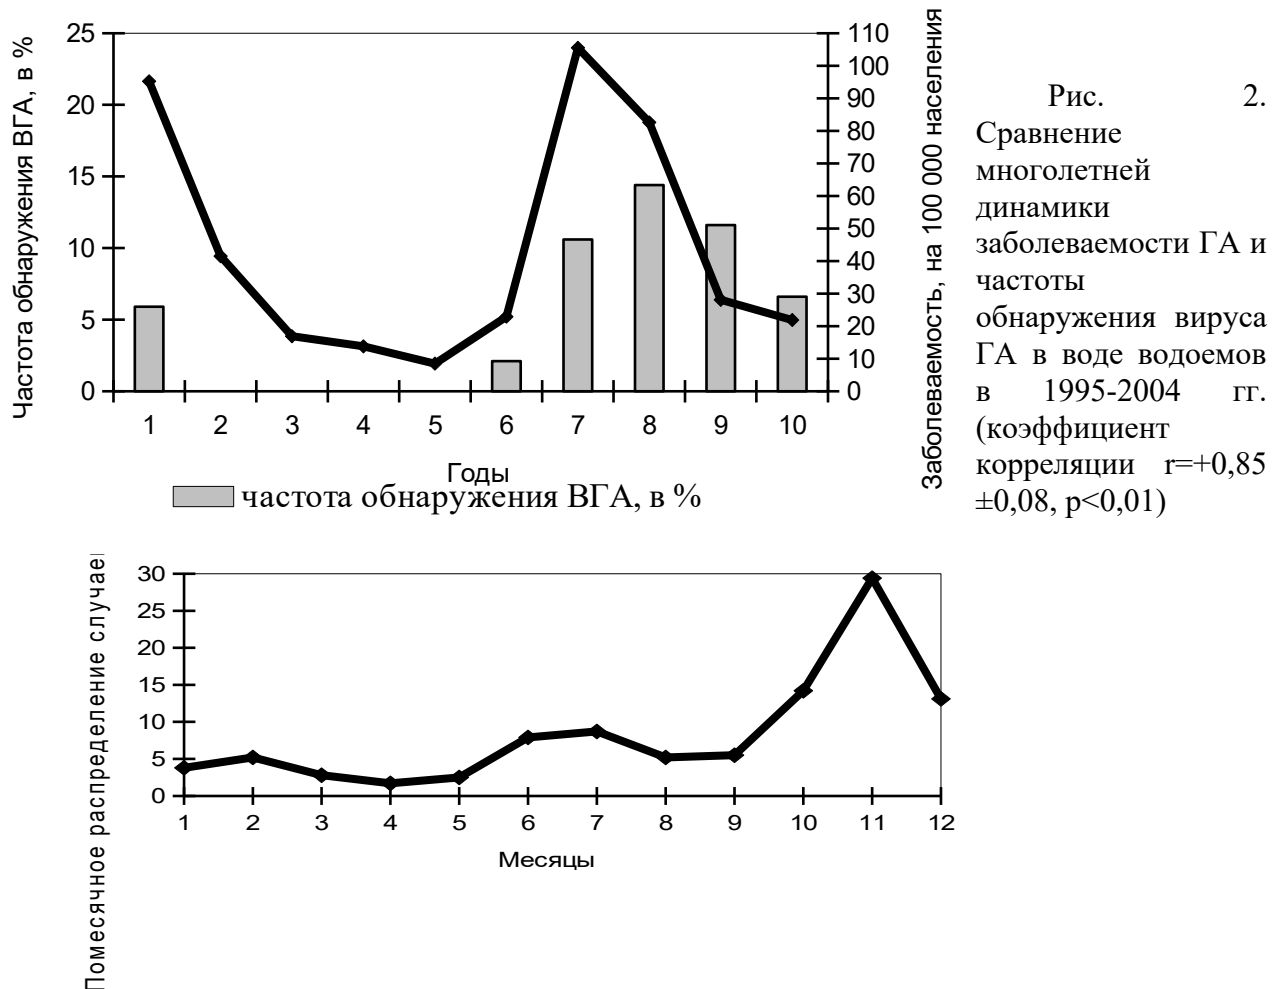 Частота обнаружения ВГА, в %
25
20
15
10
5
0
110
100
90
80
70
60
50
40
30
20
10
0
Заболеваемость, на 100 000 населения
1 2 3 4 5 6 7 8 9 10
Годы
частота обнаружения ВГА, в %
Рис. 2.
Сравнение
многолетней
динамики
заболеваемости ГА и
частоты
обнаружения вируса
ГА в воде водоемов
в 1995-2004 гг.
(коэффициент
корреляции r=+0,85
±0,08, p<0,01)
Помесячное распределение
30
25
20
15
10
5
0
1 2 3 4 5 6 7 8 9 10 11 12
Месяцы